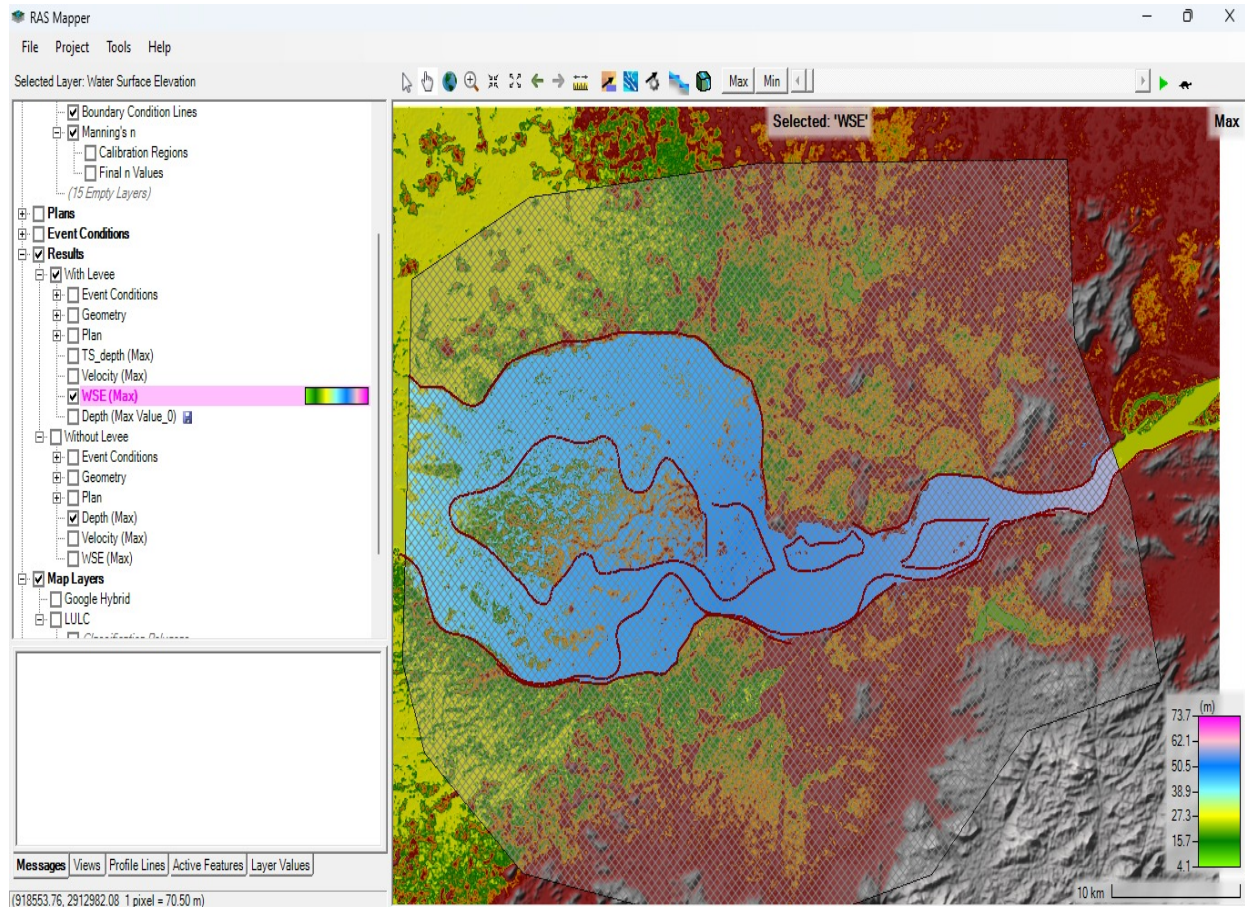 RAS Mapper
File Project Tools Help
Selected Layer: Water Surface Elevation
Max Min
Boundary Condition Lines
Manning's n
Calibration Regions
Final n Values
(15 Empty Layers)
Plans
Event Conditions
Results
With Levee
Event Conditions
Geometry
Plan
TS_depth (Max)
Velocity (Max)
WSE (Max)
Depth (Max Value_0)
Without Levee
Event Conditions
Geometry
Plan
Depth (Max)
Velocity (Max)
WSE (Max)
Map Layers
Google Hybrid
LULC
Classification Polygons
Selected: 'WSE'
Max
(m)
73.7
62.1
50.5
38.9
27.3
15.7
4.1
10 km
Messages Views Profile Lines Active Features Layer Values
(918553.76, 2912982.08 1 pixel = 70.50 m)